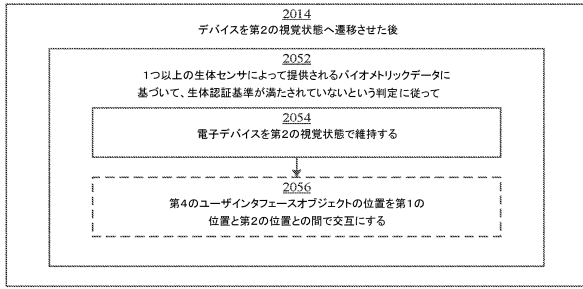 2014
デバイスを第2の視覚状態へ遷移させた後
2052
1つ以上の生体センサによって提供されるバイオメトリックデータに
基づいて、生体認証基準が満たされていないという判定に従って
2054
電子デバイスを第2の視覚状態で維持する
2056
第4のユーザインタフェースオブジェクトの位置を第1の
位置と第2の位置との間で交互にする